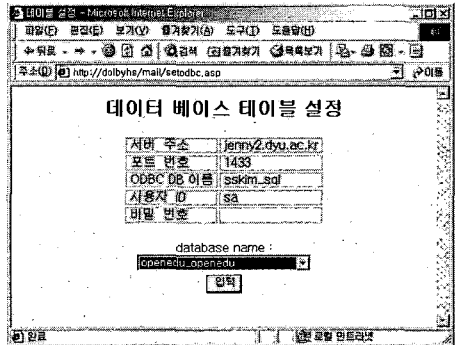 테이블 설정 - Microsoft Internet Explorer
파일(F) 편집(E) 보기(V) 즐겨찾기(A) 도구(T) 도움말(H)
뒤로 검색 즐겨찾기 목록보기
주소(D) http://dolbyhs/mail/setodbc.asp 이동
데이터 베이스 테이블 설정
서버 주소 jenny2.dyu.ac.kr
포트 번호 1433
ODBC DB 이름 sskim_sql
사용자 ID sa
비밀 번호
database name :
openedu_openedu
입력
완료 로컬 인트라넷